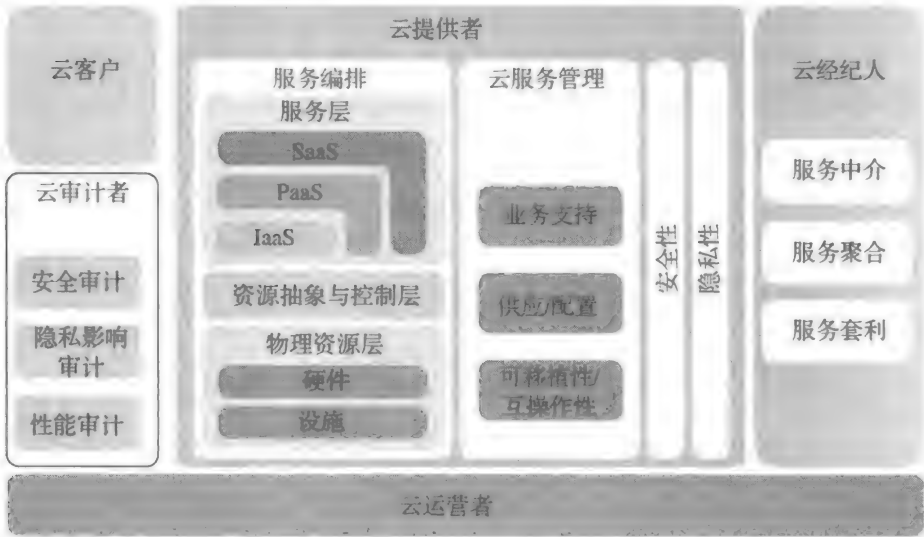 云客户
云审计者
安全审计
隐私影响
审计
性能审计
云提供者
服务编排
服务层
SaaS
PaaS
IaaS
资源抽象与控制层
物理资源层
硬件
设施
云服务管理
业务支持
供应/配置
可移植性/
互操作性
安全性
隐私性
云经纪人
服务中介
服务聚合
服务套利
云运营者